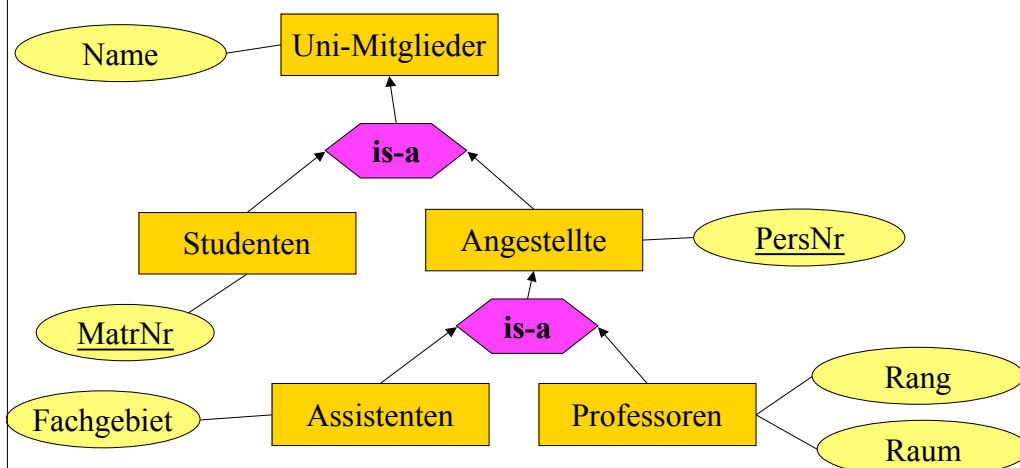 Name
Uni-Mitglieder
is-a
Studenten
Angestellte
PersNr
MatrNr
is-a
Fachgebiet
Assistenten
Professoren
Rang
Raum